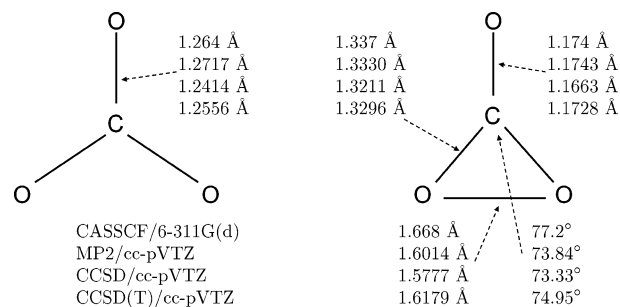 O
1.264 Å
1.2717 Å
1.2414 Å
1.2556 Å
C
O
O
CASSCF/6-311G(d)
MP2/cc-pVTZ
CCSD/cc-pVTZ
CCSD(T)/cc-pVTZ
1.337 Å
1.3330 Å
1.3211 Å
1.3296 Å
O
1.174 Å
1.1743 Å
1.1663 Å
1.1728 Å
C
O
O
1.668 Å
1.6014 Å
1.5777 Å
1.6179 Å
77.2°
73.84°
73.33°
74.95°